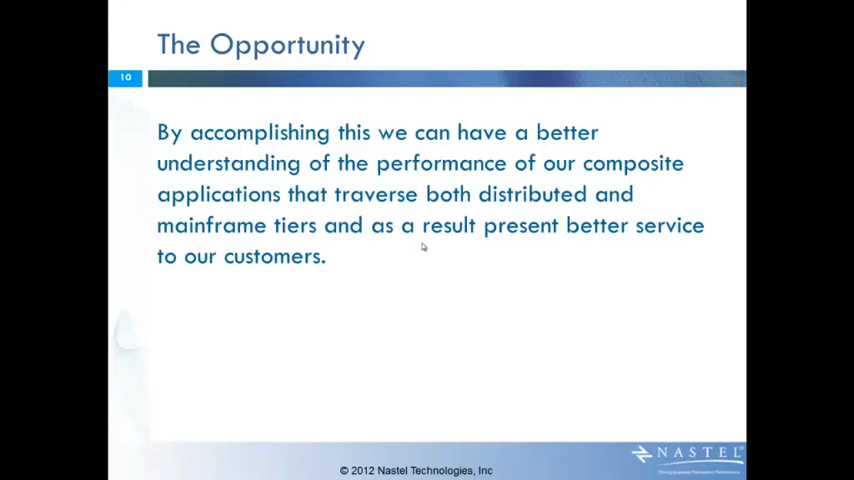 The Opportunity
10
By accomplishing this we can have a better
understanding of the performance of our composite
applications that traverse both distributed and
mainframe tiers and as a result present better service
to our customers.
NASTEL
© 2012 Nastel Technologies, Inc